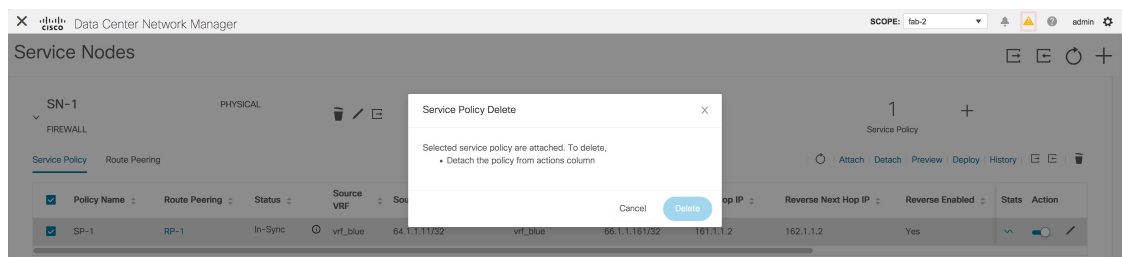 cisco Data Center Network Manager
SCOPE: fab-2
admin
Service Nodes
SN-1
PHYSICAL
FIREWALL
1
Service Policy
Service Policy Delete
Selected service policy are attached. To delete,
• Detach the policy from actions column
Cancel Delete
Service Policy Route Peering
Attach Detach Preview Deploy History
Policy Name Route Peering Status Source VRF Sou op IP Reverse Next Hop IP Reverse Enabled Stats Action
SP-1 RP-1 In-Sync vrf_blue 64.1.1.11/32 vrf_blue 66.1.1.161/32 161.1.1.2 162.1.1.2 Yes